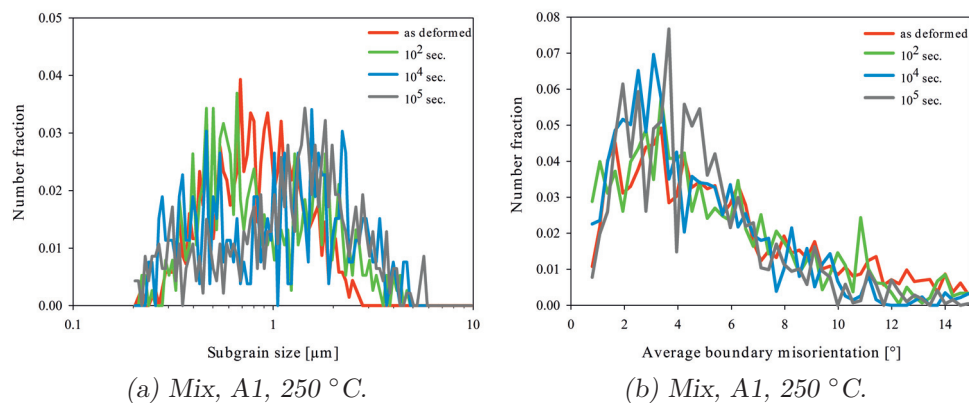 0.05
0.04
0.03
0.02
0.01
0.00
Number fraction
0.1
1
10
Subgrain size [µm]
as deformed
10² sec.
10⁴ sec.
10⁵ sec.
(a) Mix, A1, 250 °C.
0.08
0.07
0.06
0.05
0.04
0.03
0.02
0.01
0.00
Number fraction
0
2
4
6
8
10
12
14
Average boundary misorientation [°]
as deformed
10² sec.
10⁴ sec.
10⁵ sec.
(b) Mix, A1, 250 °C.